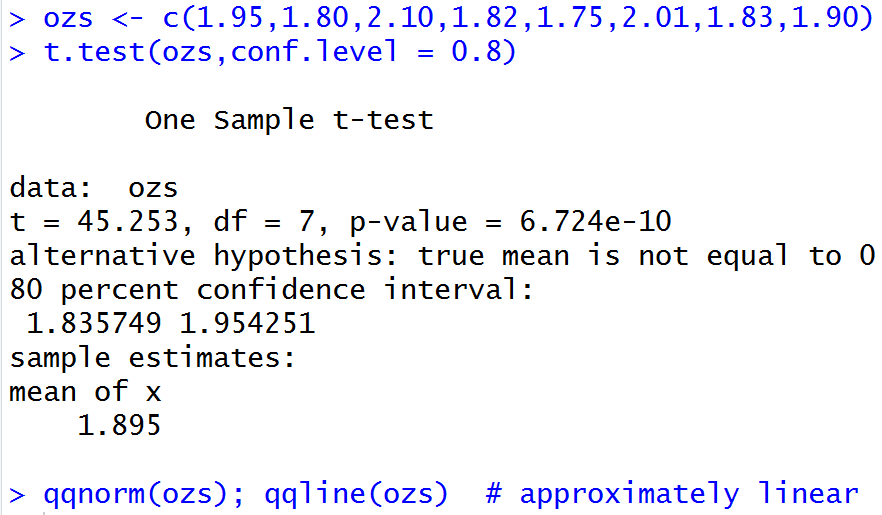 > ozs <- c(1.95,1.80,2.10,1.82,1.75,2.01,1.83,1.90)
> t.test(ozs,conf.level = 0.8)
One Sample t-test
data:  ozs
t = 45.253, df = 7, p-value = 6.724e-10
alternative hypothesis: true mean is not equal to 0
80 percent confidence interval:
1.835749 1.954251
sample estimates:
mean of x
1.895
> qqnorm(ozs); qqline(ozs)  # approximately linear